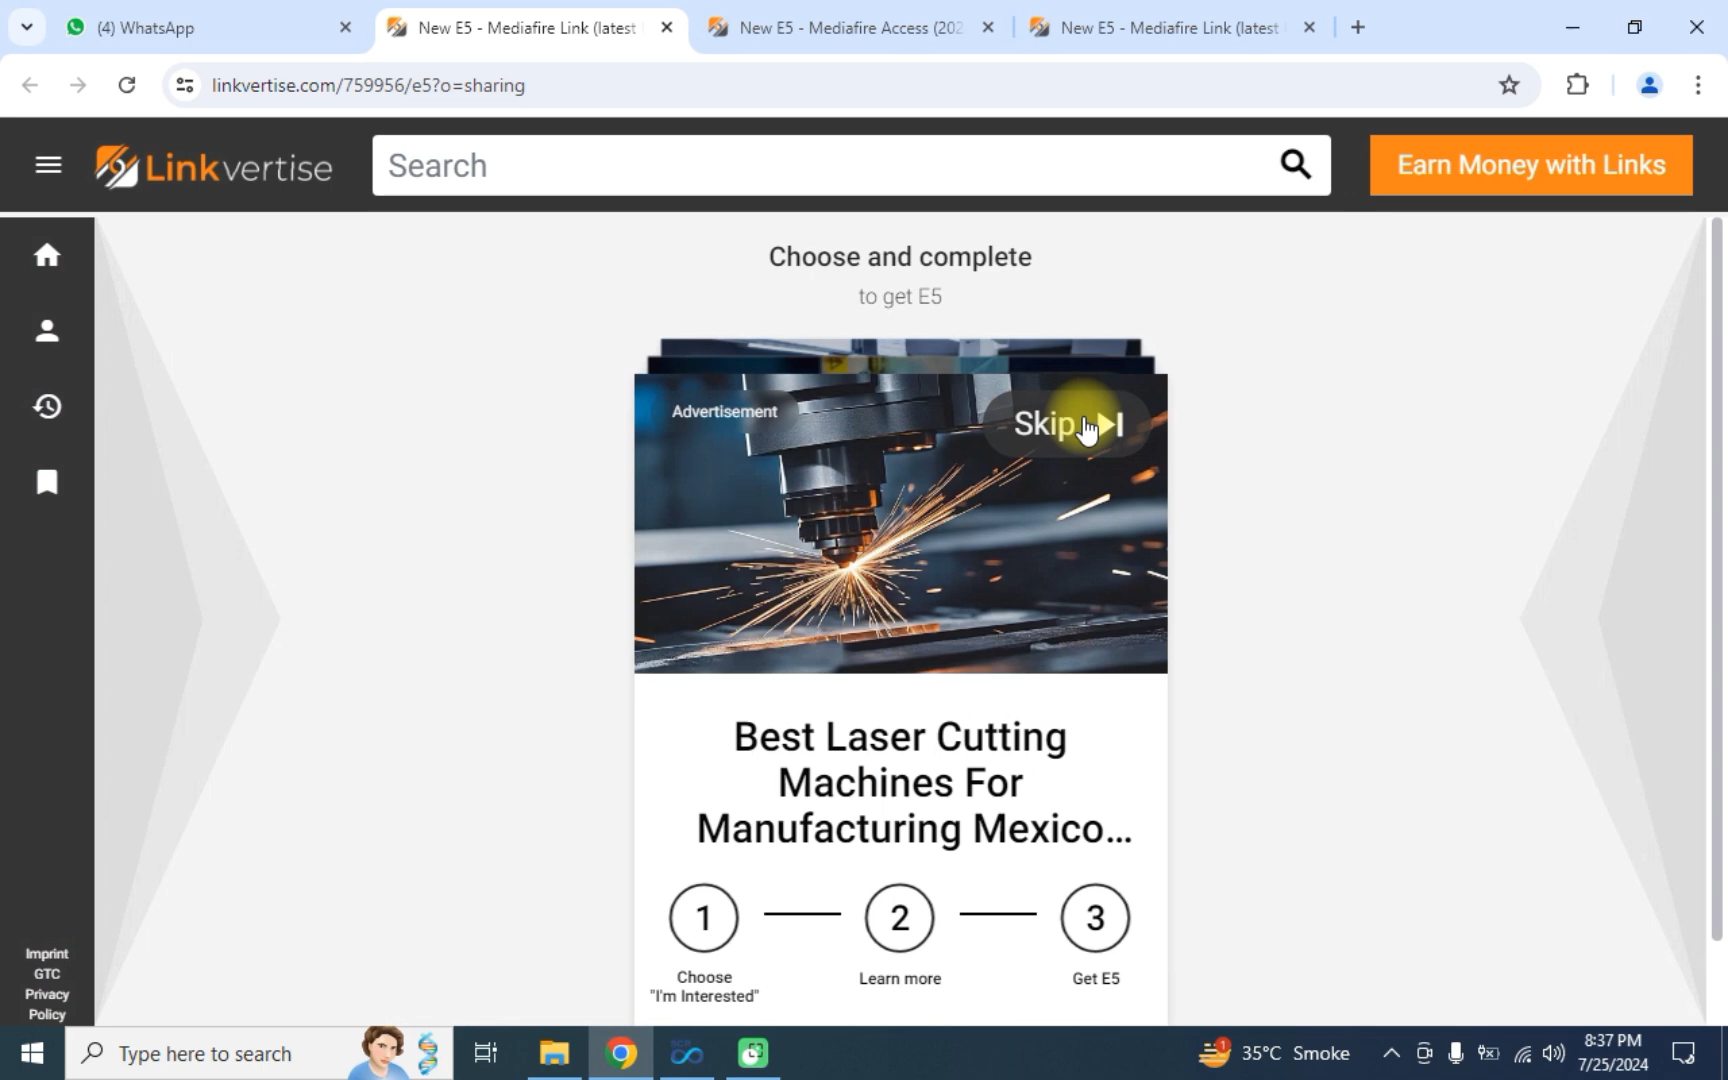 (4) WhatsApp
New E5 - Mediafire Link (latest
New E5 - Mediafire Access (202
New E5 - Mediafire Link (latest
linkvertise.com/759956/e5?o=sharing
Linkvertise
Search
Earn Money with Links
Choose and complete
to get E5
Advertisement
Skip
Best Laser Cutting
Machines For
Manufacturing Mexico...
1
2
3
Choose
"I'm Interested"
Learn more
Get E5
Imprint
GTC
Privacy
Policy
Type here to search
1
35°C Smoke
8:37 PM
7/25/2024